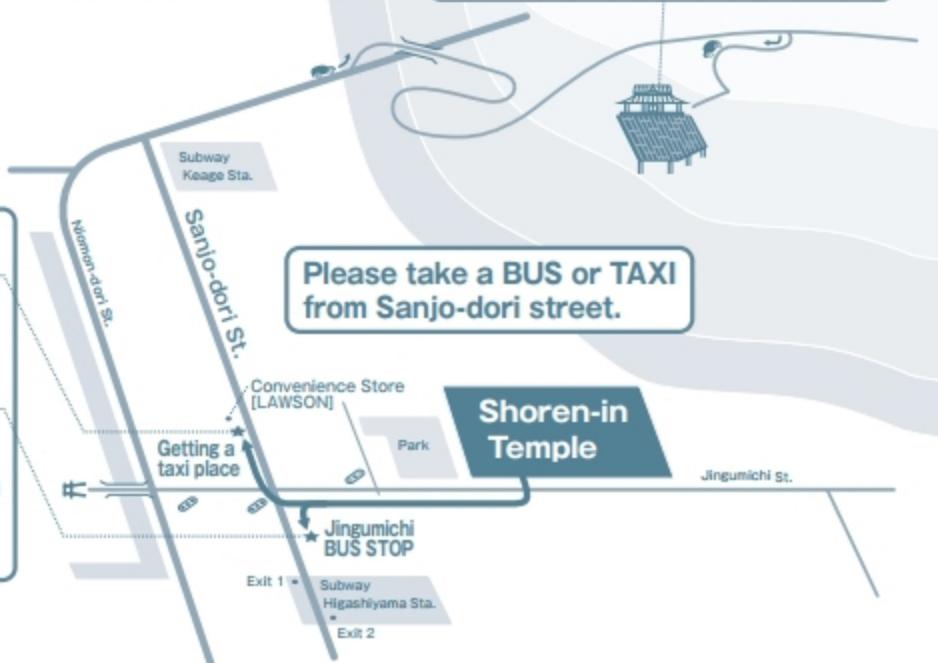 Subway
Keage Sta.
Sanjo-dori St.
Niomon-dori St.
Please take a BUS or TAXI
from Sanjo-dori street.
Convenience Store
[LAWSON]
Getting a
taxi place
Park
Shoren-in
Temple
Jingumichi St.
Jingumichi
BUS STOP
Exit 1
Subway
Higashiyama Sta.
Exit 2